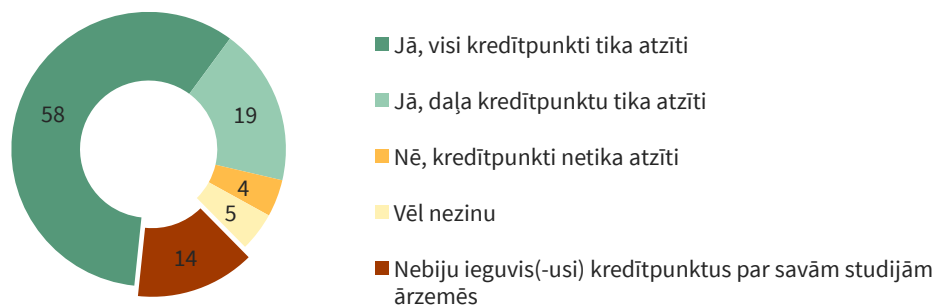 58
19
4
5
14
Jā, visi kredītpunkti tika atzīti
Jā, daļa kredītpunktu tika atzīti
Nē, kredītpunkti netika atzīti
Vēl nezinu
Nebiju ieguvis(-usi) kredītpunktus par savām studijām
ārzemēs